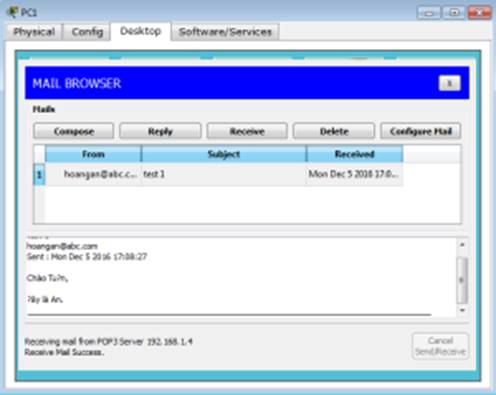 PC1
Physical Config Desktop Software/Services
MAIL BROWSER
Mails
Compose Reply Receive Delete Configure Mail
From Subject Received
1 hoangan@abc.c... test 1 Mon Dec 5 2016 17:0...
hoangan@abc.com
Sent : Mon Dec 5 2016 17:08:27
Chào Tu?n,
?ây là An.
Receiving mail from POP3 Server 192.168.1.4
Receive Mail Success.
Cancel
Send/Receive